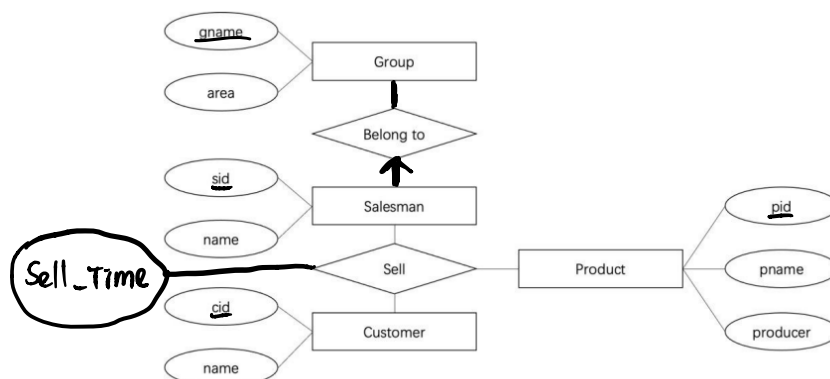 gname
Group
area
Belong to
sid
Salesman
name
pid
Sell_Time
Sell
Product
pname
cid
Customer
producer
name